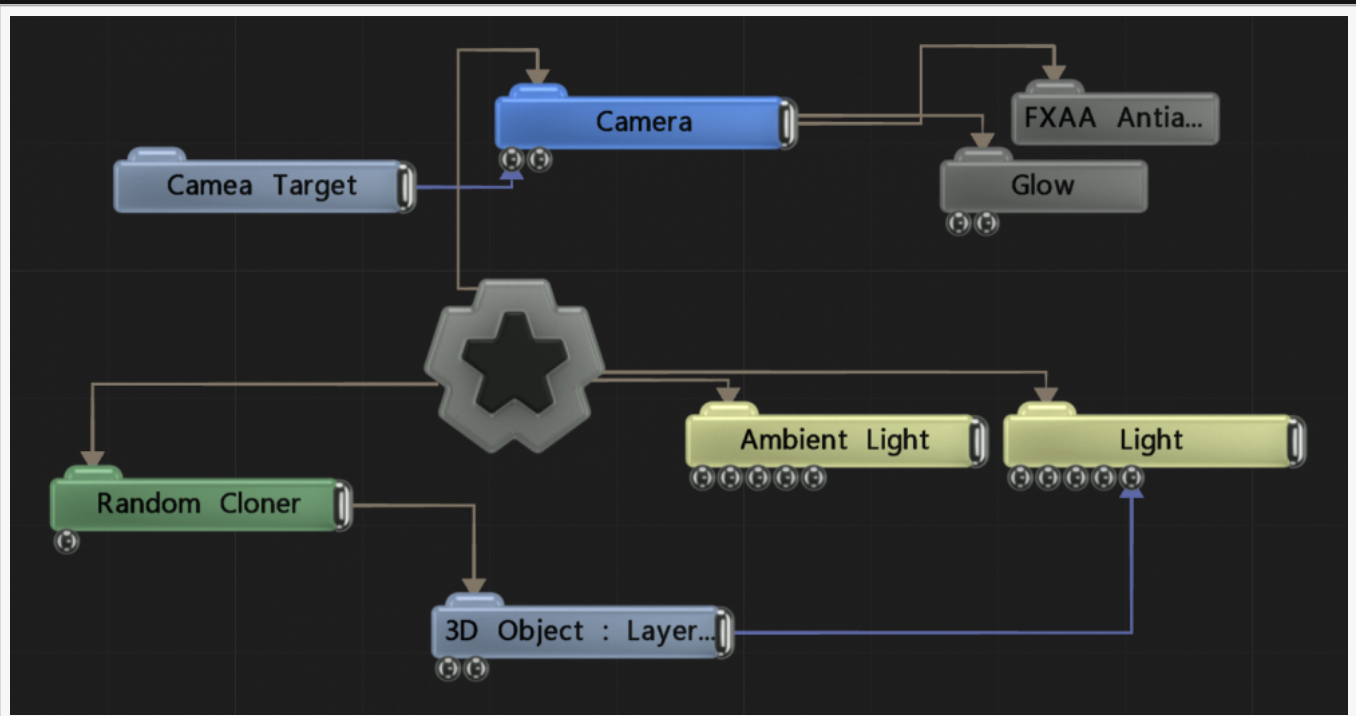 Camera
FXAA Antia...
Camea Target
Glow
Ambient Light
Light
Random Cloner
3D Object : Layer...